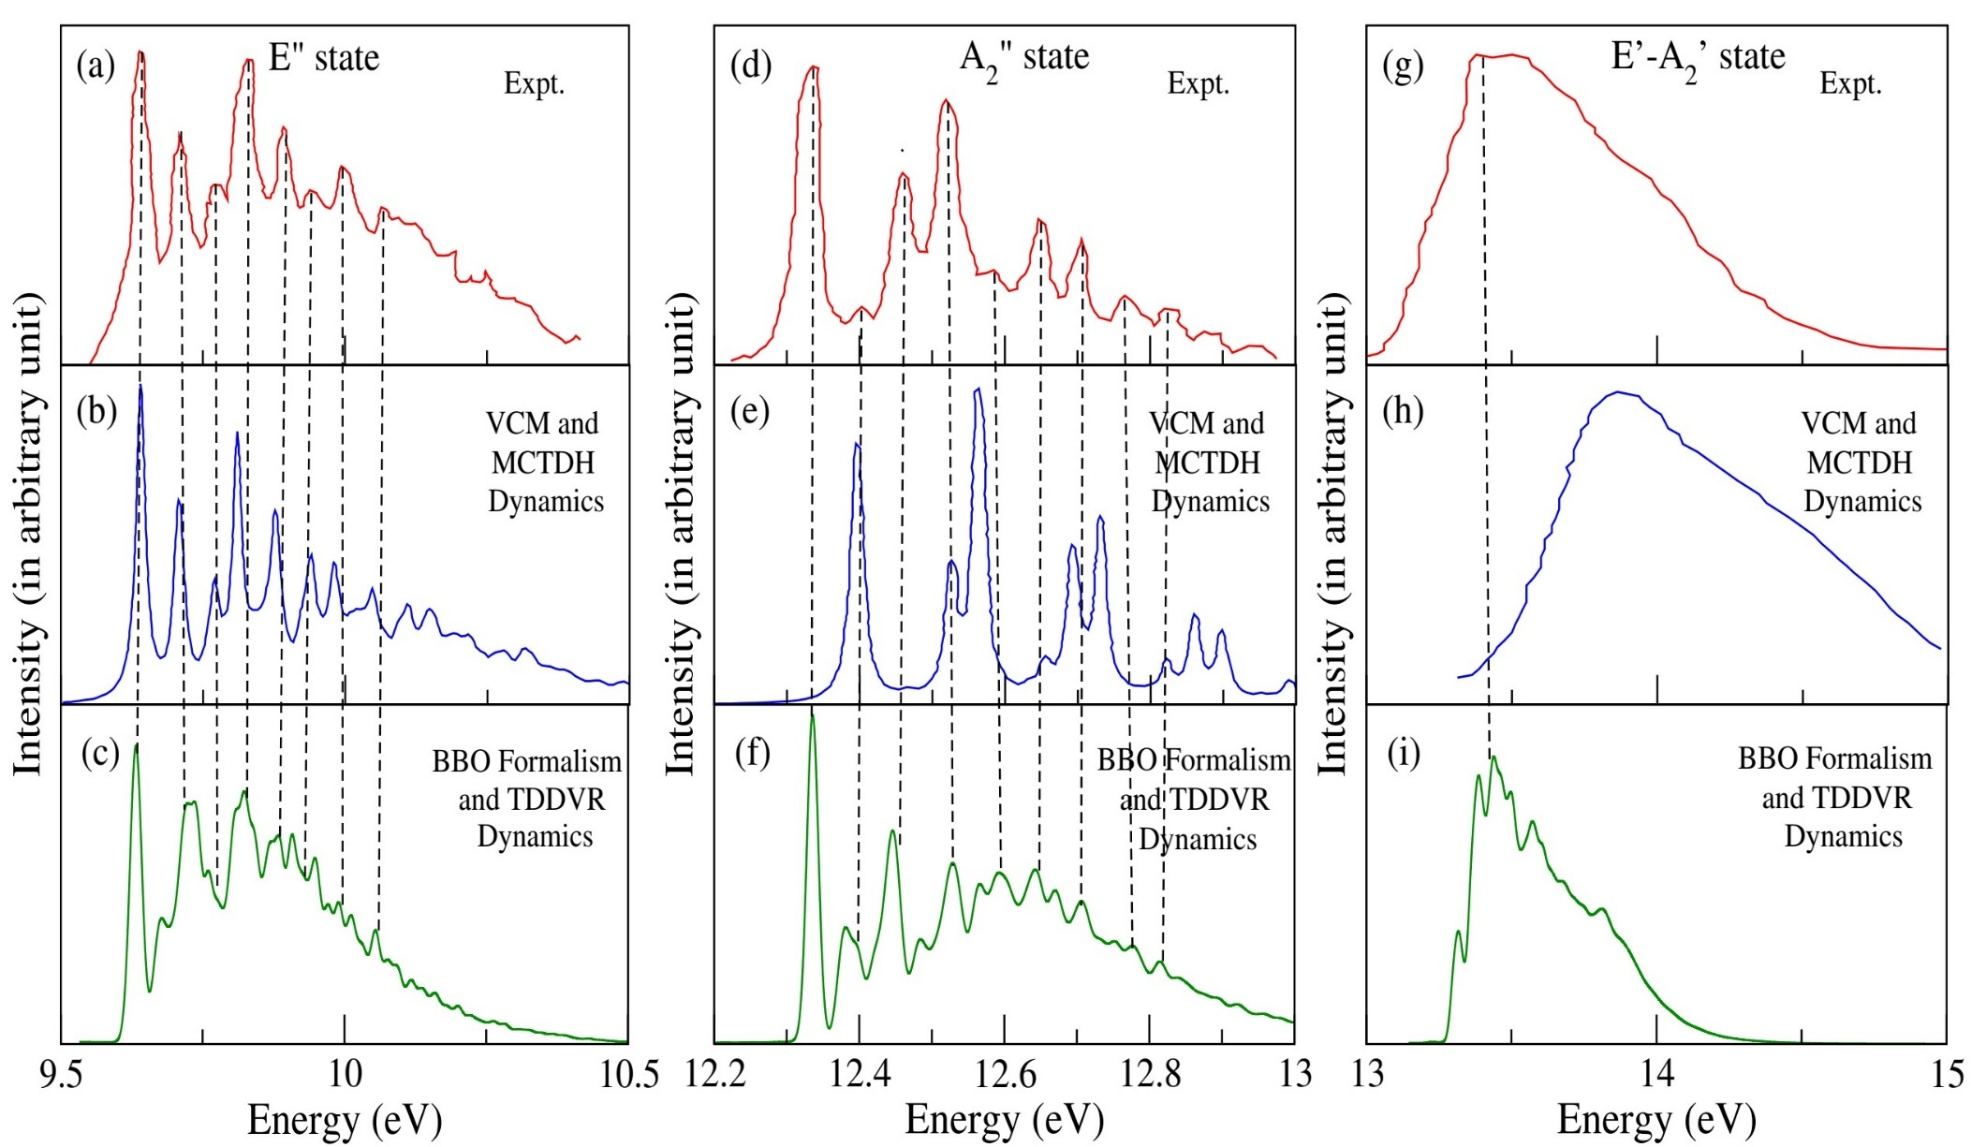 (a) E" state
Expt.
(b)
VCM and
MCTDH
Dynamics
(c)
BBO Formalism
and TDDVR
Dynamics
Intensity (in arbitrary unit)
9.5 10 10.5
Energy (eV)
(d) A2" state
Expt.
(e)
VCM and
MCTDH
Dynamics
(f)
BBO Formalism
and TDDVR
Dynamics
Intensity (in arbitrary unit)
12.2 12.4 12.6 12.8 13
Energy (eV)
(g) E’-A2’ state
Expt.
(h)
VCM and
MCTDH
Dynamics
(i)
BBO Formalism
and TDDVR
Dynamics
Intensity (in arbitrary unit)
13 14 15
Energy (eV)